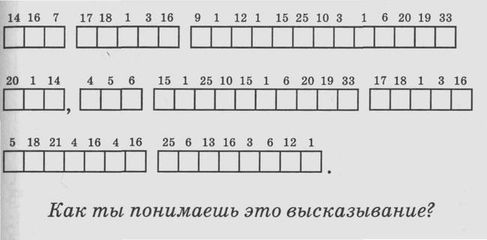 14 16 7 17 18 1 3 16 9 1 12 1 15 25 10 3 1 6 20 19 33
20 1 14 , 4 5 6 15 1 25 10 15 1 6 20 19 33 17 18 1 3 16
5 18 21 4 16 4 16 25 6 13 16 3 6 12 1 .
Как ты понимаешь это высказывание?